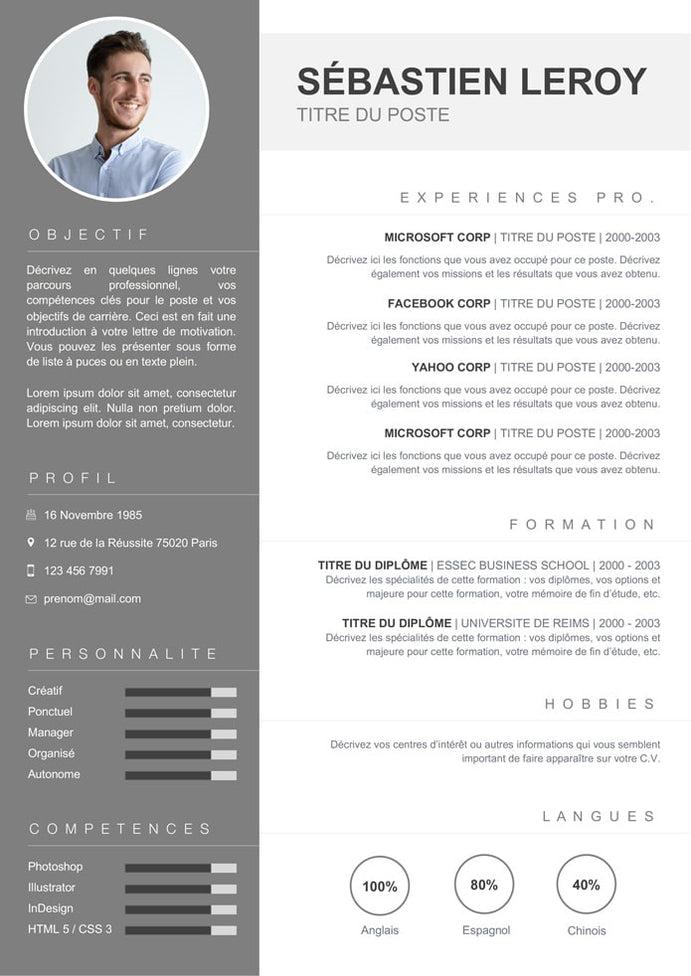 SÉBASTIEN LEROY
TITRE DU POSTE
OBJECTIF
Décrivez en quelques lignes votre
parcours professionnel, vos
compétences clés pour le poste et vos
objectifs de carrière. Ceci est en fait une
introduction à votre lettre de motivation.
Vous pouvez les présenter sous forme
de liste à puces ou en texte plein.
Lorem ipsum dolor sit amet, consectetur
adipiscing elit. Nulla non pretium dolor.
Lorem ipsum dolor sit amet, consectetur.
PROFIL
16 Novembre 1985
12 rue de la Réussite 75020 Paris
123 456 7991
prenom@mail.com
PERSONNALITE
Créatif
Ponctuel
Manager
Organisé
Autonome
COMPETENCES
Photoshop
Illustrator
InDesign
HTML 5 / CSS 3
EXPERIENCES PRO.
MICROSOFT CORP | TITRE DU POSTE | 2000-2003
Décrivez ici les fonctions que vous avez occupé pour ce poste. Décrivez
également vos missions et les résultats que vous avez obtenu.
FACEBOOK CORP | TITRE DU POSTE | 2000-2003
Décrivez ici les fonctions que vous avez occupé pour ce poste. Décrivez
également vos missions et les résultats que vous avez obtenu.
YAHOO CORP | TITRE DU POSTE | 2000-2003
Décrivez ici les fonctions que vous avez occupé pour ce poste. Décrivez
également vos missions et les résultats que vous avez obtenu.
MICROSOFT CORP | TITRE DU POSTE | 2000-2003
Décrivez ici les fonctions que vous avez occupé pour ce poste. Décrivez
également vos missions et les résultats que vous avez obtenu.
FORMATION
TITRE DU DIPLÔME | ESSEC BUSINESS SCHOOL | 2000 - 2003
Décrivez les spécialités de cette formation : vos diplômes, vos options et
majeure pour cette formation, votre mémoire de fin d'étude, etc.
TITRE DU DIPLÔME | UNIVERSITE DE REIMS | 2000 - 2003
Décrivez les spécialités de cette formation : vos diplômes, vos options et
majeure pour cette formation, votre mémoire de fin d'étude, etc.
HOBBIES
Décrivez vos centres d'intérêt ou autres informations qui vous semblent
important de faire apparaître sur votre C.V.
LANGUES
100% 80% 40%
Anglais Espagnol Chinois